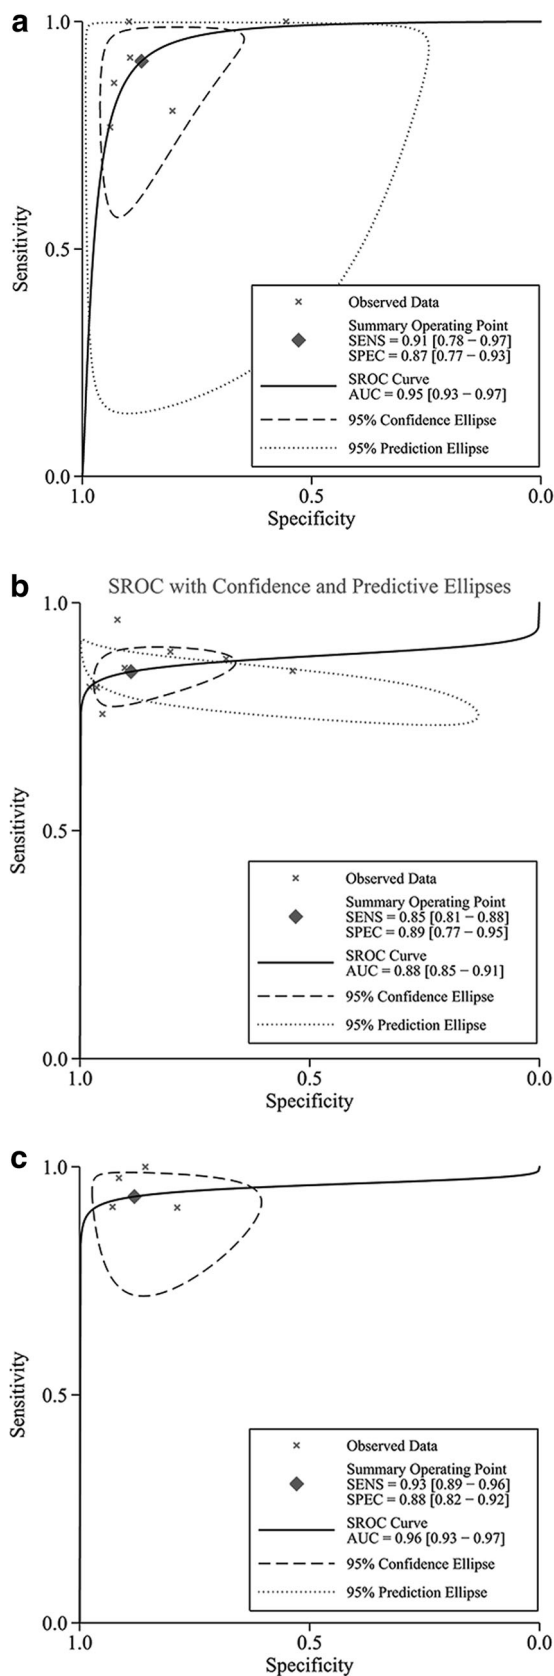 a
1.0
Sensitivity
0.5
0.0
Observed Data
Summary Operating Point
SENS = 0.91 [0.78 − 0.97]
SPEC = 0.87 [0.77 − 0.93]
SROC Curve
AUC = 0.95 [0.93 − 0.97]
95% Confidence Ellipse
95% Prediction Ellipse
1.0 0.5 0.0
Specificity
b
SROC with Confidence and Predictive Ellipses
1.0
Sensitivity
0.5
0.0
Observed Data
Summary Operating Point
SENS = 0.85 [0.81 − 0.88]
SPEC = 0.89 [0.77 − 0.95]
SROC Curve
AUC = 0.88 [0.85 − 0.91]
95% Confidence Ellipse
95% Prediction Ellipse
1.0 0.5 0.0
Specificity
c
1.0
Sensitivity
0.5
0.0
Observed Data
Summary Operating Point
SENS = 0.93 [0.89 − 0.96]
SPEC = 0.88 [0.82 − 0.92]
SROC Curve
AUC = 0.96 [0.93 − 0.97]
95% Confidence Ellipse
95% Prediction Ellipse
1.0 0.5 0.0
Specificity